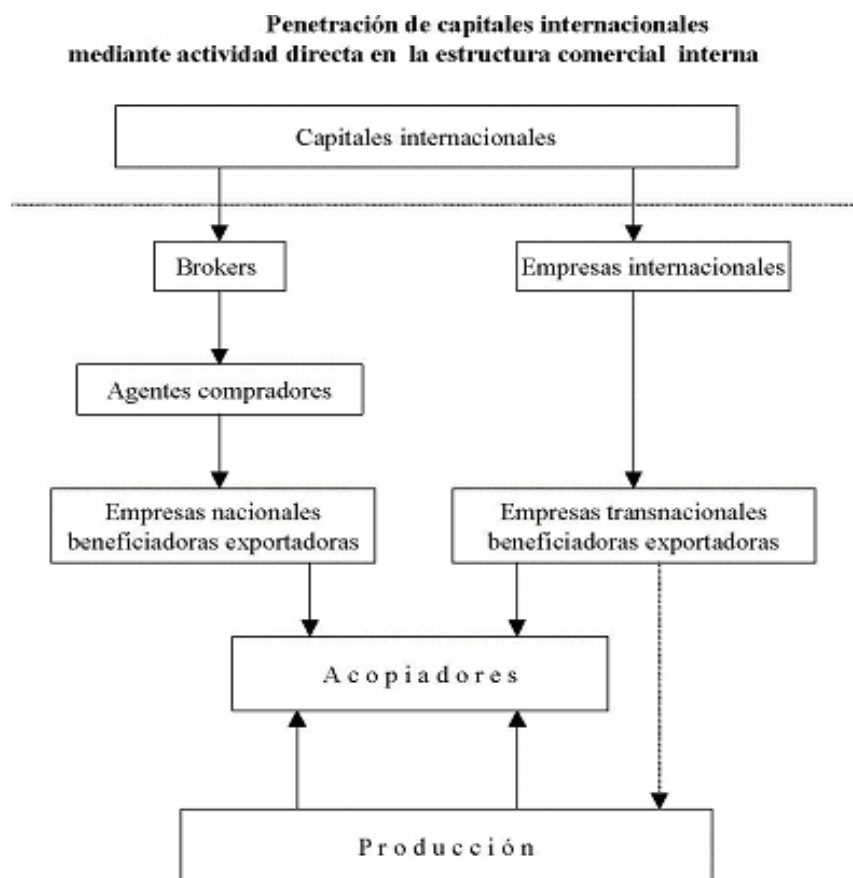 Penetración de capitales internacionales
mediante actividad directa en la estructura comercial interna
Capitales internacionales
Brokers
Empresas internacionales
Agentes compradores
Empresas nacionales
beneficiadoras exportadoras
Empresas transnacionales
beneficiadoras exportadoras
Acopiadores
Producción